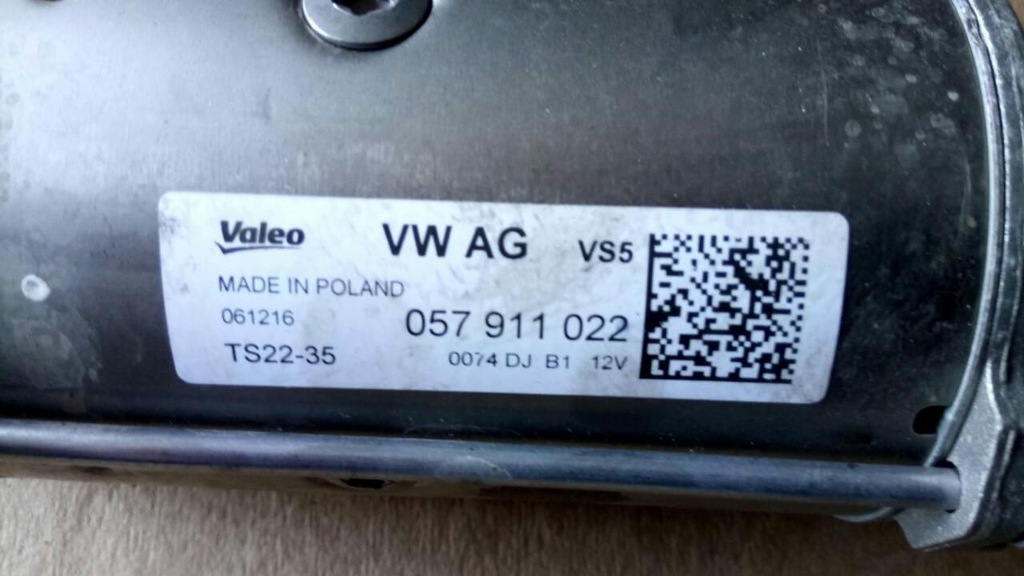 Valeo VW AG VS5
MADE IN POLAND
061216 057 911 022
TS22-35 0074 DJ B1 12V